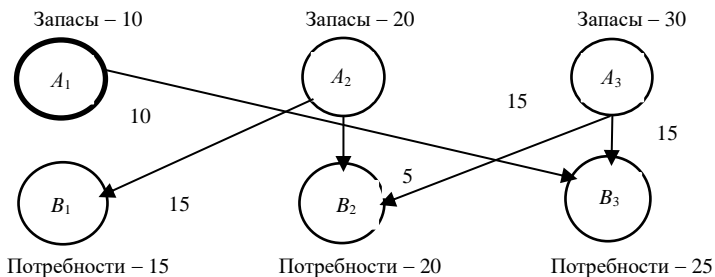 Запасы – 10 Запасы – 20 Запасы – 30
A1 A2 A3
15
10 15
5
15
B1 B2 B3
Потребности – 15 Потребности – 20 Потребности – 25